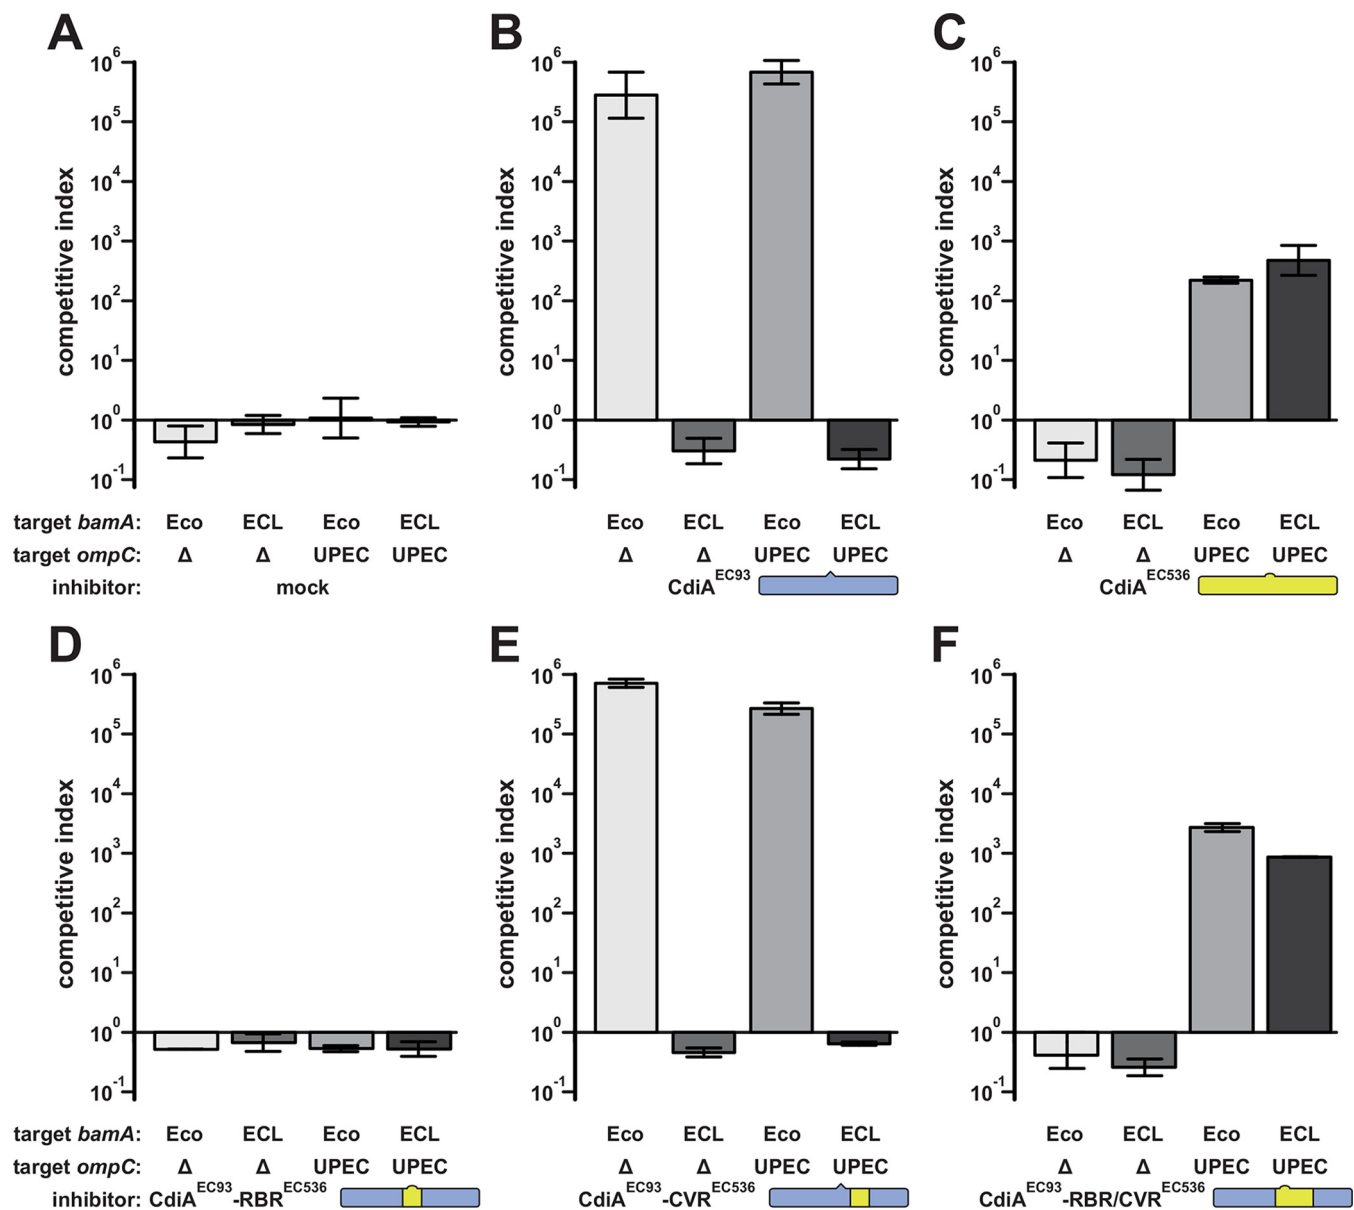 A B C
10^6 10^6 10^6
10^5 10^5 10^5
10^4 10^4 10^4
10^3 10^3 10^3
10^2 10^2 10^2
10^1 10^1 10^1
10^0 10^0 10^0
10^-1 10^-1 10^-1
competitive index competitive index competitive index
target bamA: Eco ECL Eco ECL Eco ECL Eco ECL Eco ECL Eco ECL
target ompC: Δ Δ UPEC UPEC Δ Δ UPEC UPEC Δ Δ UPEC UPEC
inhibitor: mock CdiA^EC93 CdiA^EC536
D E F
10^6 10^6 10^6
10^5 10^5 10^5
10^4 10^4 10^4
10^3 10^3 10^3
10^2 10^2 10^2
10^1 10^1 10^1
10^0 10^0 10^0
10^-1 10^-1 10^-1
competitive index competitive index competitive index
target bamA: Eco ECL Eco ECL Eco ECL Eco ECL Eco ECL Eco ECL
target ompC: Δ Δ UPEC UPEC Δ Δ UPEC UPEC Δ Δ UPEC UPEC
inhibitor: CdiA^EC93-RBR^EC536 CdiA^EC93-CVR^EC536 CdiA^EC93-RBR/CVR^EC536